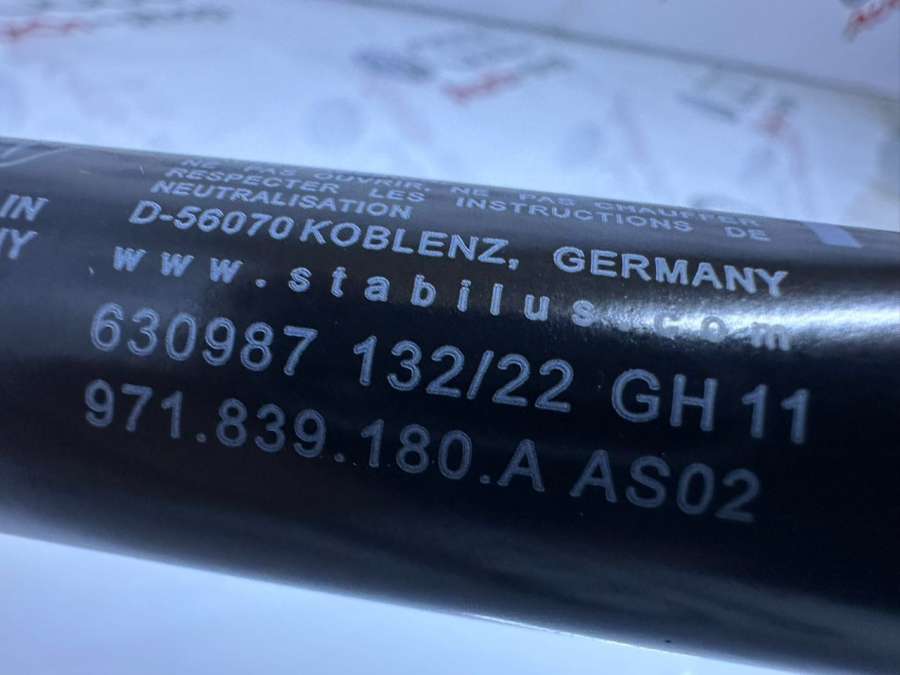 NE PAS OUVRIR, NE PAS CHAUFFER
RESPECTER LES INSTRUCTIONS DE
NEUTRALISATION
IN
D-56070 KOBLENZ, GERMANY
www.stabilus.com
630987 132/22 GH 11
971.839.180.A AS02